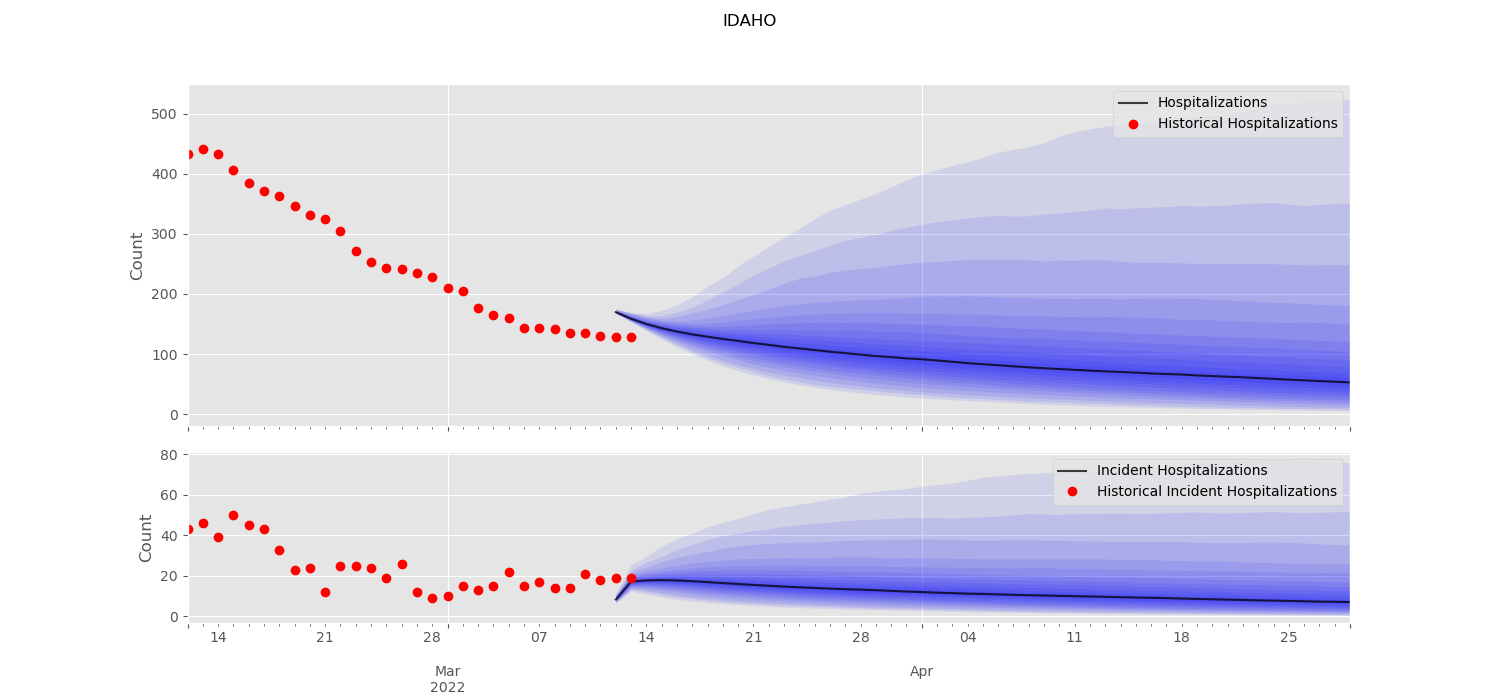 IDAHO
Hospitalizations
Historical Hospitalizations
500
400
300
200
100
0
Count
Incident Hospitalizations
Historical Incident Hospitalizations
80
60
40
20
0
Count
14 21 28 07 14 21 28 04 11 18 25
Mar Apr
2022